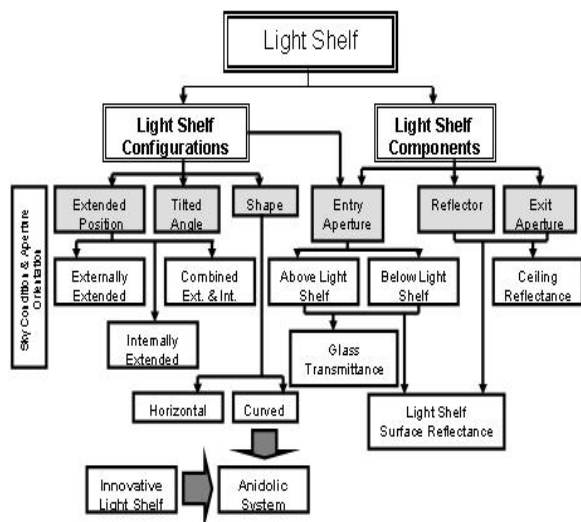 Light Shelf
Light Shelf
Configurations
Light Shelf
Components
Sky Condition & Aperture
Orientation
Extended
Position
Tilted
Angle
Shape
Entry
Aperture
Reflector
Exit
Aperture
Externally
Extended
Combined
Ext. & Int.
Above Light
Shelf
Below Light
Shelf
Ceiling
Reflectance
Internally
Extended
Glass
Transmittance
Horizontal
Curved
Light Shelf
Surface Reflectance
Innovative
Light Shelf
Anidolic
System